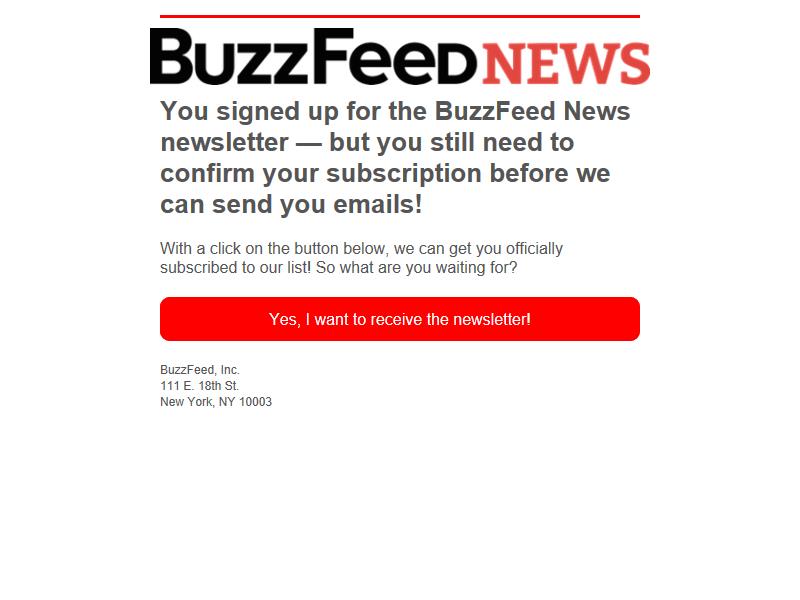 BuzzFeed NEWS
You signed up for the BuzzFeed News
newsletter — but you still need to
confirm your subscription before we
can send you emails!
With a click on the button below, we can get you officially
subscribed to our list! So what are you waiting for?
Yes, I want to receive the newsletter!
BuzzFeed, Inc.
111 E. 18th St.
New York, NY 10003